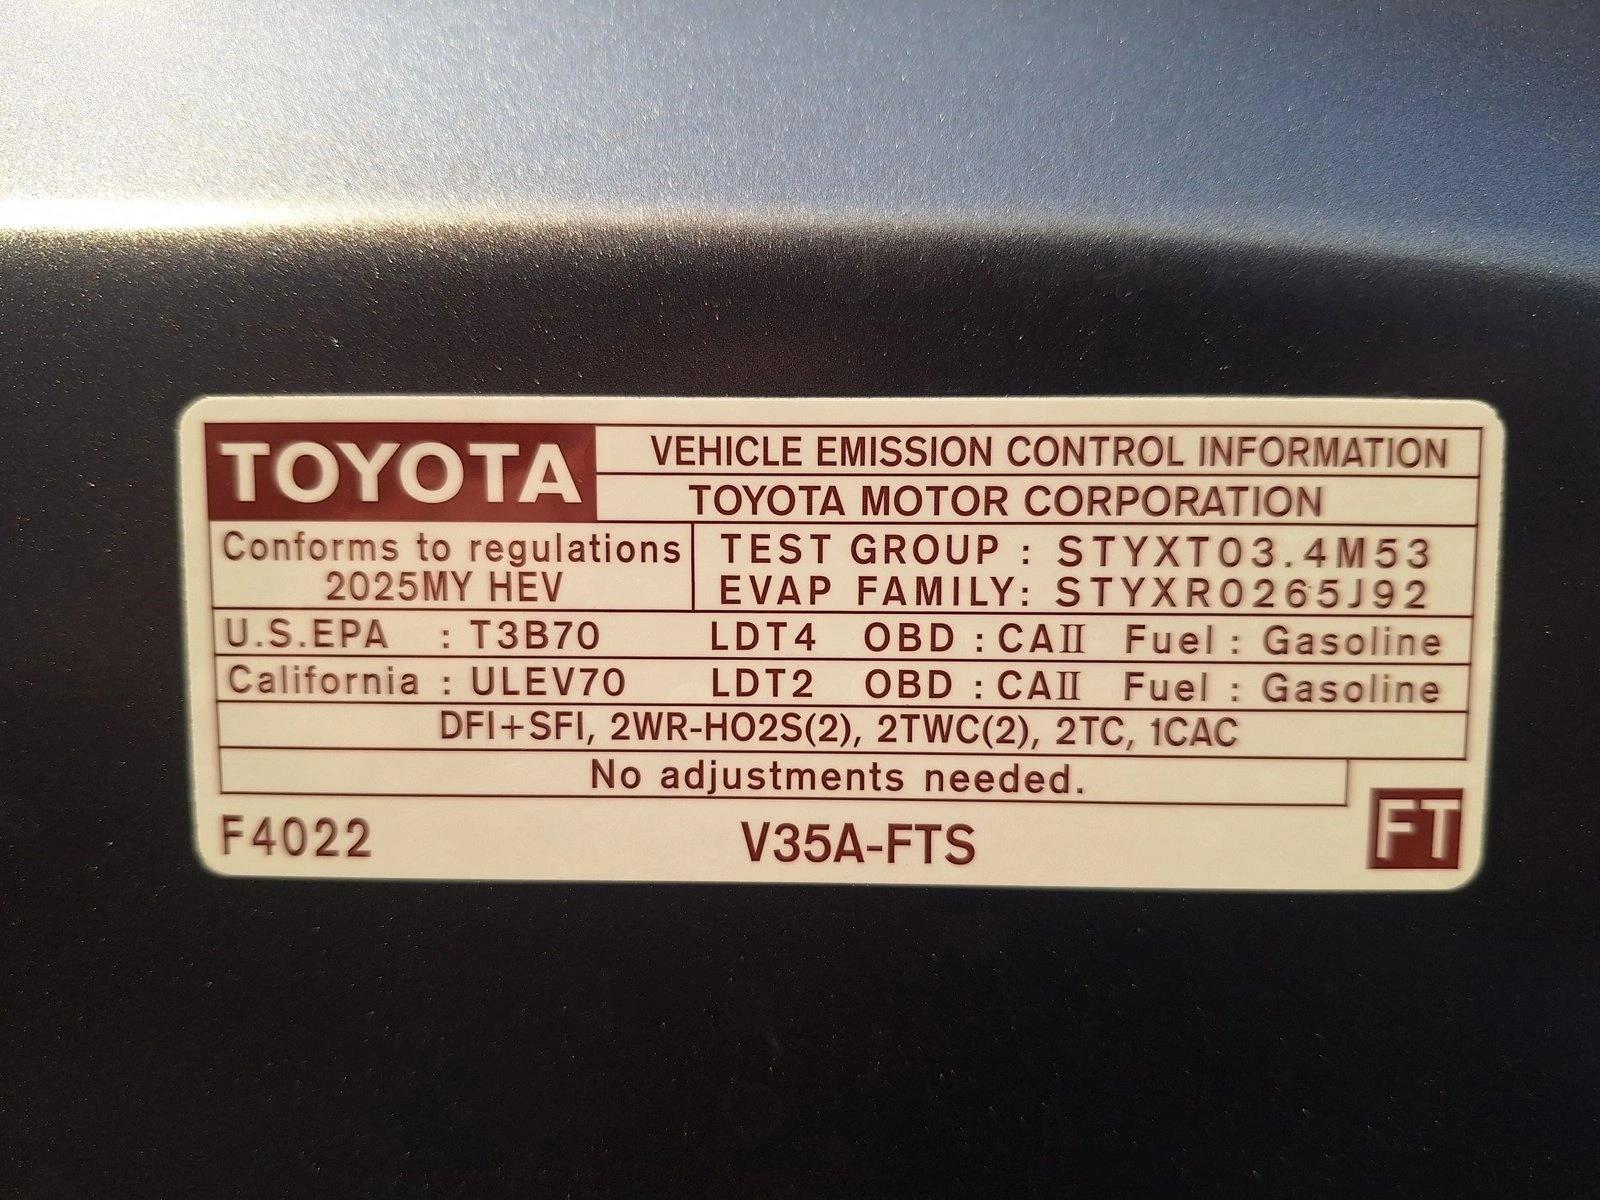 TOYOTA
VEHICLE EMISSION CONTROL INFORMATION
TOYOTA MOTOR CORPORATION
Conforms to regulations
2025MY HEV
TEST GROUP : STYXT03.4M53
EVAP FAMILY: STYXR0265J92
U.S.EPA : T3B70 LDT4 OBD : CAⅡ Fuel : Gasoline
California : ULEV70 LDT2 OBD : CAⅡ Fuel : Gasoline
DFI+SFI, 2WR-HO2S(2), 2TWC(2), 2TC, 1CAC
No adjustments needed.
F4022 V35A-FTS FT